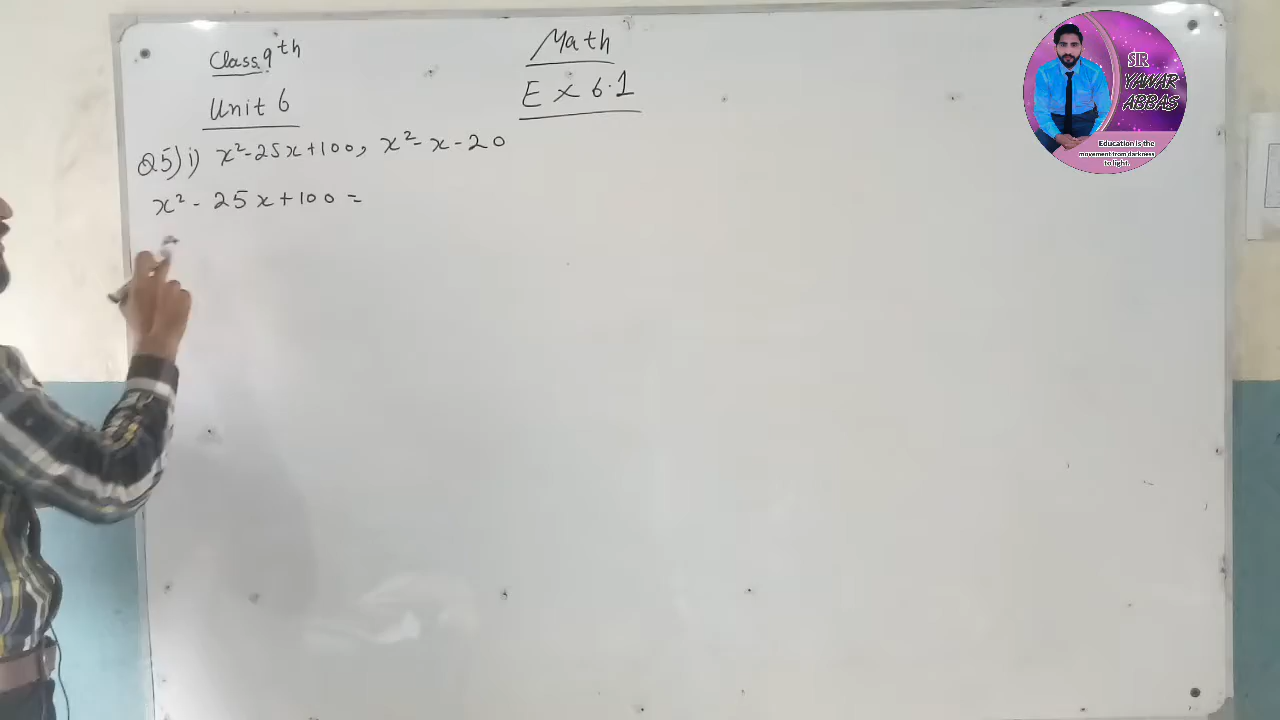 Class 9th
Math
Unit 6
Ex 6.1
Q5) i) x²-25x+100, x²-x-20
x²-25x+100 =
SIR
YAWAR
ABBAS
Education is the
movement from darkness
to light.